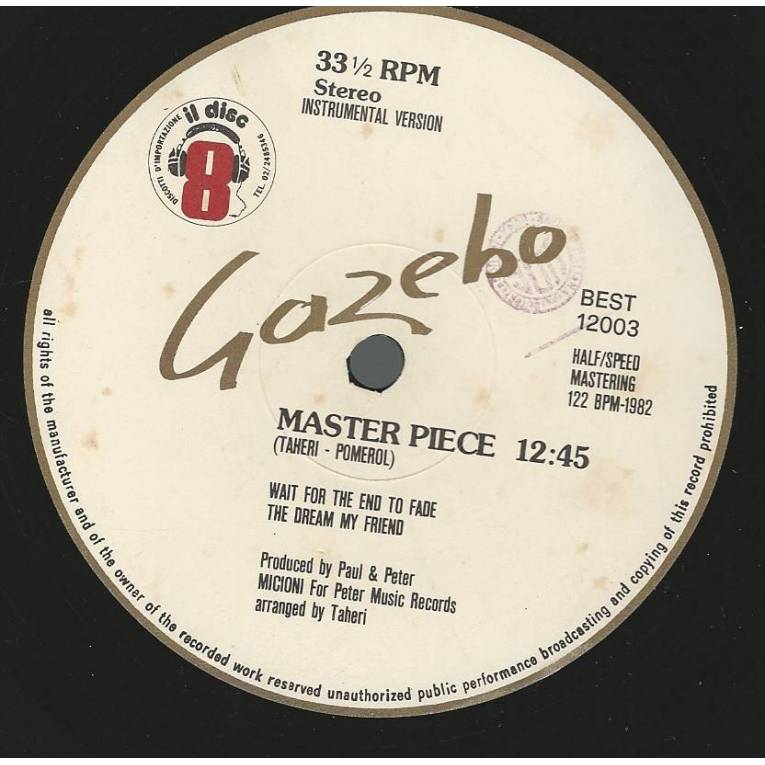 33 ½ RPM
Stereo
INSTRUMENTAL VERSION
il disc
8
DISCOTTI D'IMPORTAZIONE
TEL. 02/2485346
Gazebo
BEST
12003
HALF/SPEED
MASTERING
122 BPM-1982
MASTER PIECE 12:45
(TAHERI - POMEROL)
WAIT FOR THE END TO FADE
THE DREAM MY FRIEND
Produced by Paul & Peter
MICIONI For Peter Music Records
arranged by Taheri
all rights of the manufacturer and of the owner of the recorded work reserved unauthorized public performance broadcasting and copying of this record prohibited